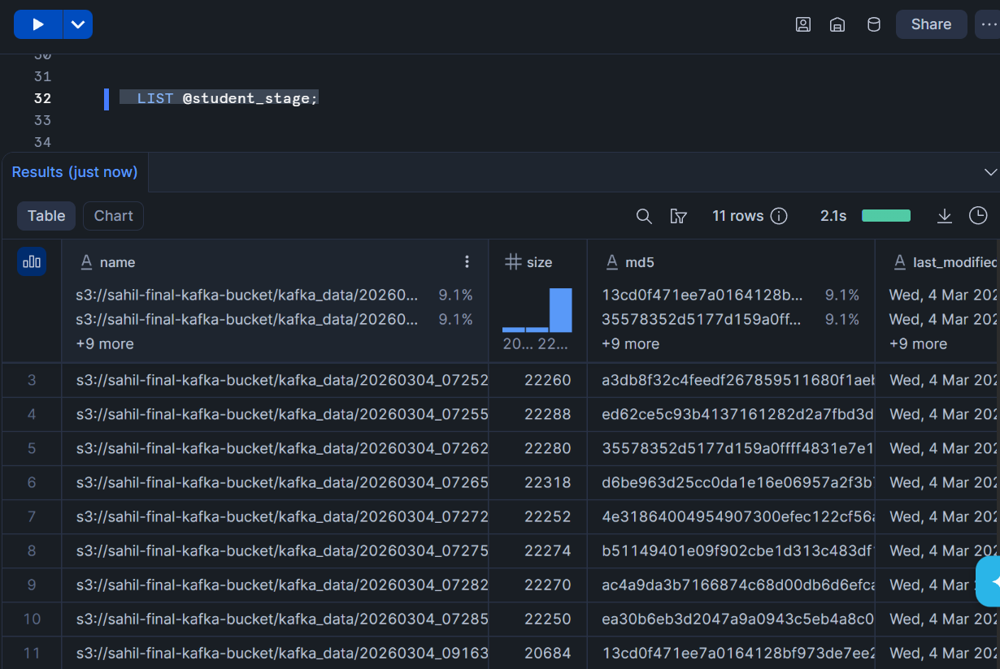 Share
30
31
32 LIST @student_stage;
33
34
Results (just now)
Table Chart 11 rows 2.1s
name size md5 last_modified
s3://sahil-final-kafka-bucket/kafka_data/20260... 9.1% 13cd0f471ee7a0164128b... 9.1% Wed, 4 Mar 202
s3://sahil-final-kafka-bucket/kafka_data/20260... 9.1% 35578352d5177d159a0ff... 9.1% Wed, 4 Mar 202
+9 more 20... 22... +9 more +9 more
3 s3://sahil-final-kafka-bucket/kafka_data/20260304_07252 22260 a3db8f32c4feedf267859511680f1aeb Wed, 4 Mar 202
4 s3://sahil-final-kafka-bucket/kafka_data/20260304_07255 22288 ed62ce5c93b4137161282d2a7fbd3d Wed, 4 Mar 202
5 s3://sahil-final-kafka-bucket/kafka_data/20260304_07262 22280 35578352d5177d159a0ffff4831e7e1 Wed, 4 Mar 202
6 s3://sahil-final-kafka-bucket/kafka_data/20260304_07265 22318 d6be963d25cc0da1e16e06957a2f3b Wed, 4 Mar 202
7 s3://sahil-final-kafka-bucket/kafka_data/20260304_07272 22252 4e31864004954907300efec122cf56a Wed, 4 Mar 202
8 s3://sahil-final-kafka-bucket/kafka_data/20260304_07275 22274 b51149401e09f902cbe1d313c483df Wed, 4 Mar 202
9 s3://sahil-final-kafka-bucket/kafka_data/20260304_07282 22270 ac4a9da3b7166874c68d00db6d6efca Wed, 4 Mar
10 s3://sahil-final-kafka-bucket/kafka_data/20260304_07285 22250 ea30b6eb3d2047a9a0943c5eb4a8c0 Wed, 4 Mar 202
11 s3://sahil-final-kafka-bucket/kafka_data/20260304_09163 20684 13cd0f471ee7a0164128bf973de7ee2 Wed, 4 Mar 202